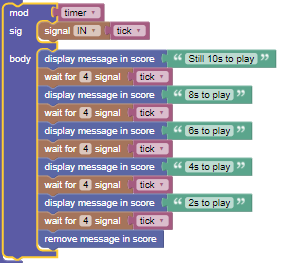 mod timer
sig signal IN tick
body display message in score “ Still 10s to play ”
wait for 4 signal tick
display message in score “ 8s to play ”
wait for 4 signal tick
display message in score “ 6s to play ”
wait for 4 signal tick
display message in score “ 4s to play ”
wait for 4 signal tick
display message in score “ 2s to play ”
wait for 4 signal tick
remove message in score